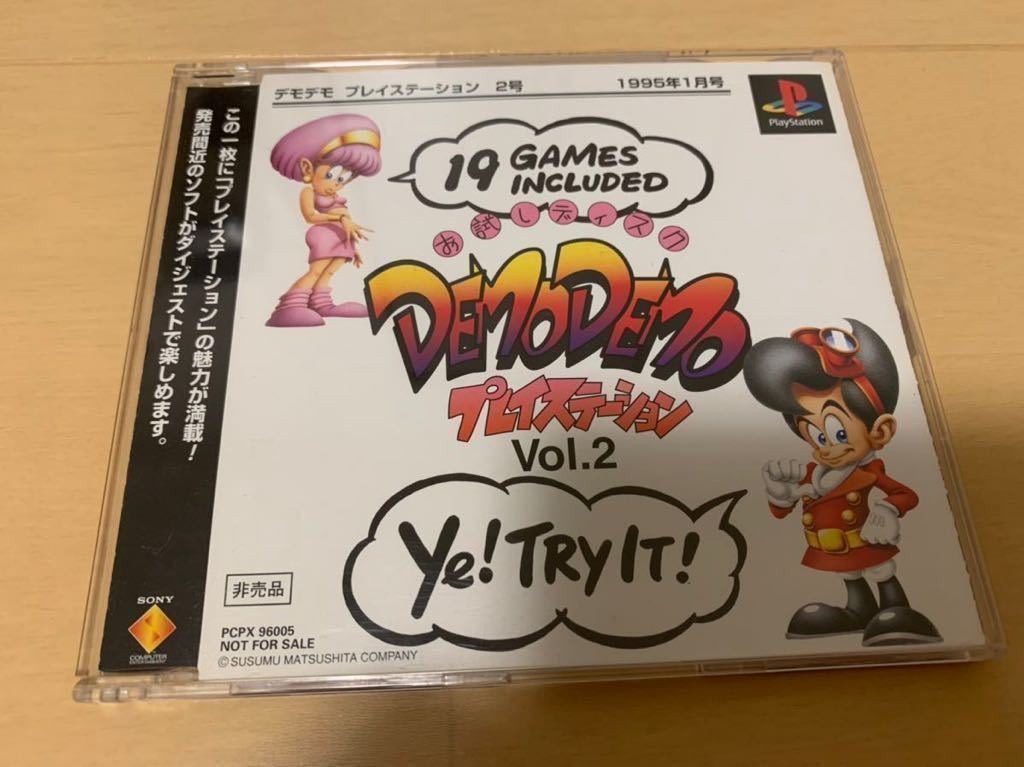 デモデモ プレイステーション 2号
1995年1月号
PlayStation
この一枚に「プレイステーション」の魅力が満載!
発売間近のソフトがダイジェストで楽しめます。
19 GAMES
INCLUDED
お試しディスク
DEMODEMO
プレイステーション
Vol.2
Ye! TRY IT!
非売品
PCPX 96005
NOT FOR SALE
©SUSUMU MATSUSHITA COMPANY
SONY
COMPUTER
ENTERTAINMENT